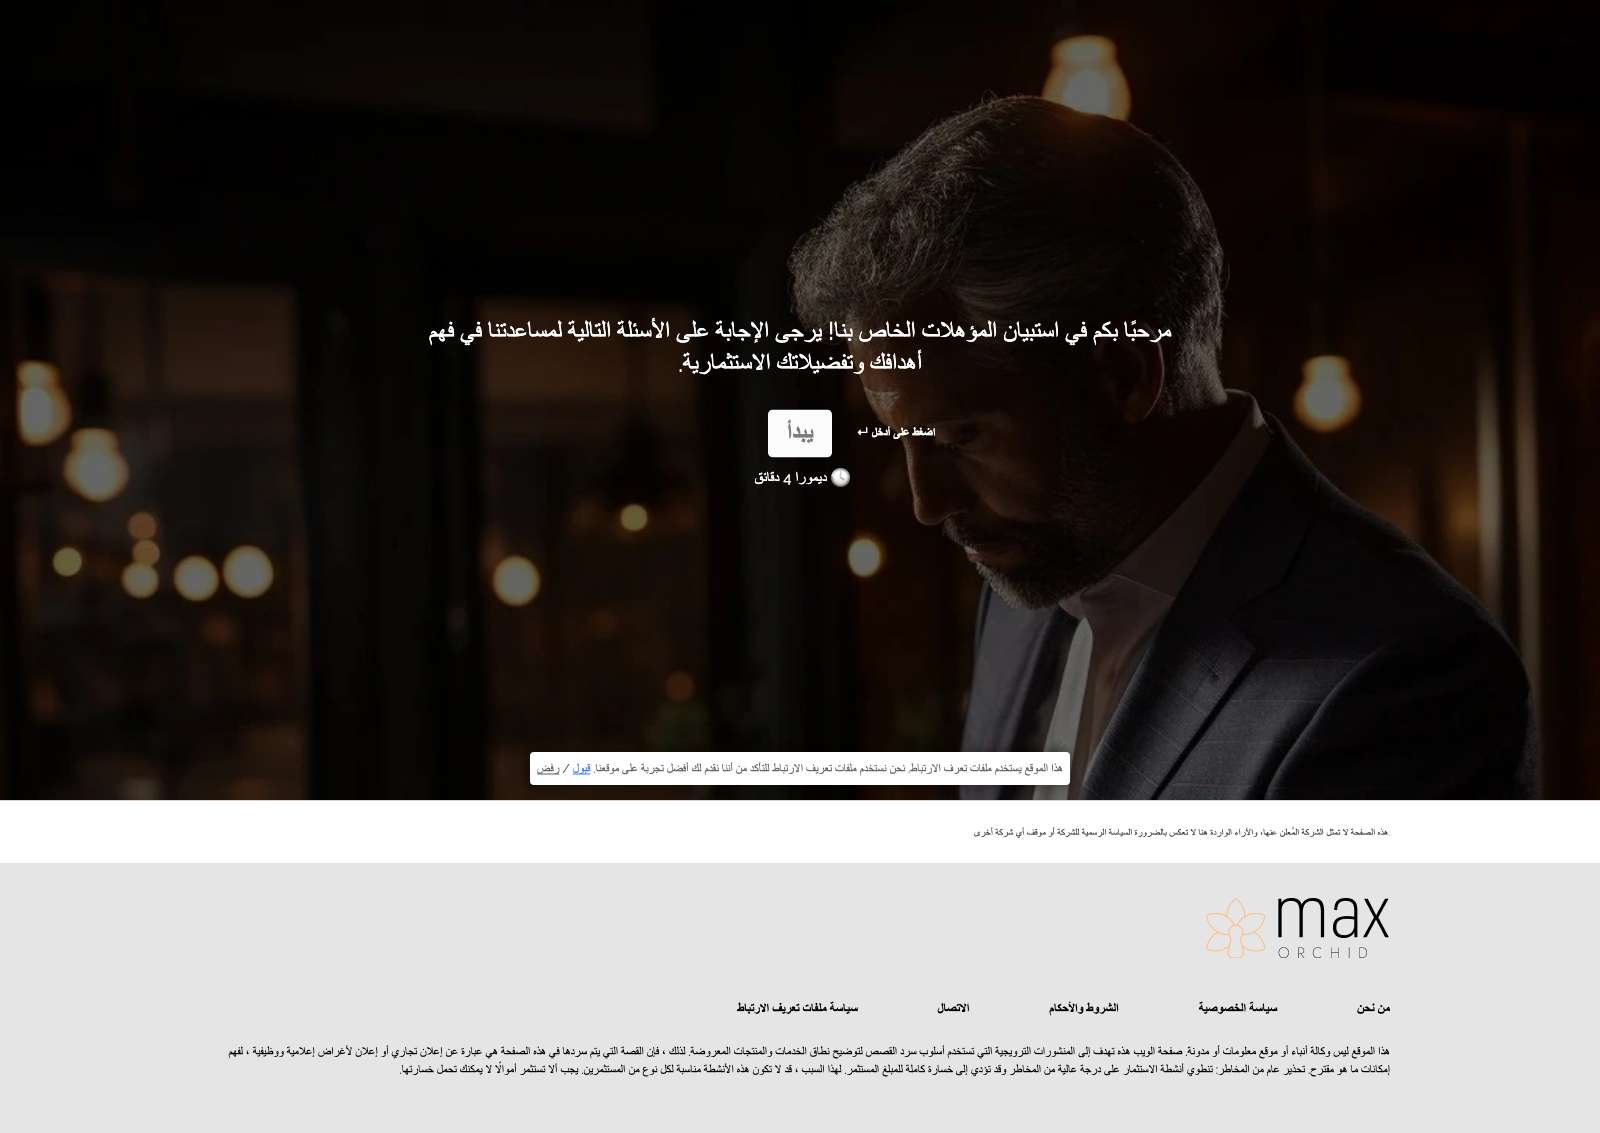 مرحبًا بكم في استبيان المؤهلات الخاص بنا! يرجى الإجابة على الأسئلة التالية لمساعدتنا في فهم
أهدافك وتفضيلاتك الاستثمارية.
يبدأ
اضغط على أدخل ↵
ديمورا 4 دقائق
هذا الموقع يستخدم ملفات تعرف الارتباط. نحن نستخدم ملفات تعريف الارتباط للتأكد من أننا نقدم لك أفضل تجربة على موقعنا. قبول / رفض
هذه الصفحة لا تمثل الشركة المُعلن عنها، والآراء الواردة هنا لا تعكس بالضرورة السياسة الرسمية للشركة أو موقف أي شركة أخرى.
max
ORCHID
من نحن
سياسة الخصوصية
الشروط والأحكام
الاتصال
سياسة ملفات تعريف الارتباط
هذا الموقع ليس وكالة أنباء أو موقع معلومات أو مدونة. صفحة الويب هذه تهدف إلى المنشورات الترويجية التي تستخدم أسلوب سرد القصص لتوضيح نطاق الخدمات والمنتجات المعروضة. لذلك ، فإن القصة التي يتم سردها في هذه الصفحة هي عبارة عن إعلان تجاري أو إعلان لأغراض إعلامية ووظيفية ، لفهم
إمكانات ما هو مقترح. تحذير عام من المخاطر: تنطوي أنشطة الاستثمار على درجة عالية من المخاطر وقد تؤدي إلى خسارة كاملة للمبلغ المستثمر. لهذا السبب ، قد لا تكون هذه الأنشطة مناسبة لكل نوع من المستثمرين. يجب ألا تستثمر أموالًا لا يمكنك تحمل خسارتها.